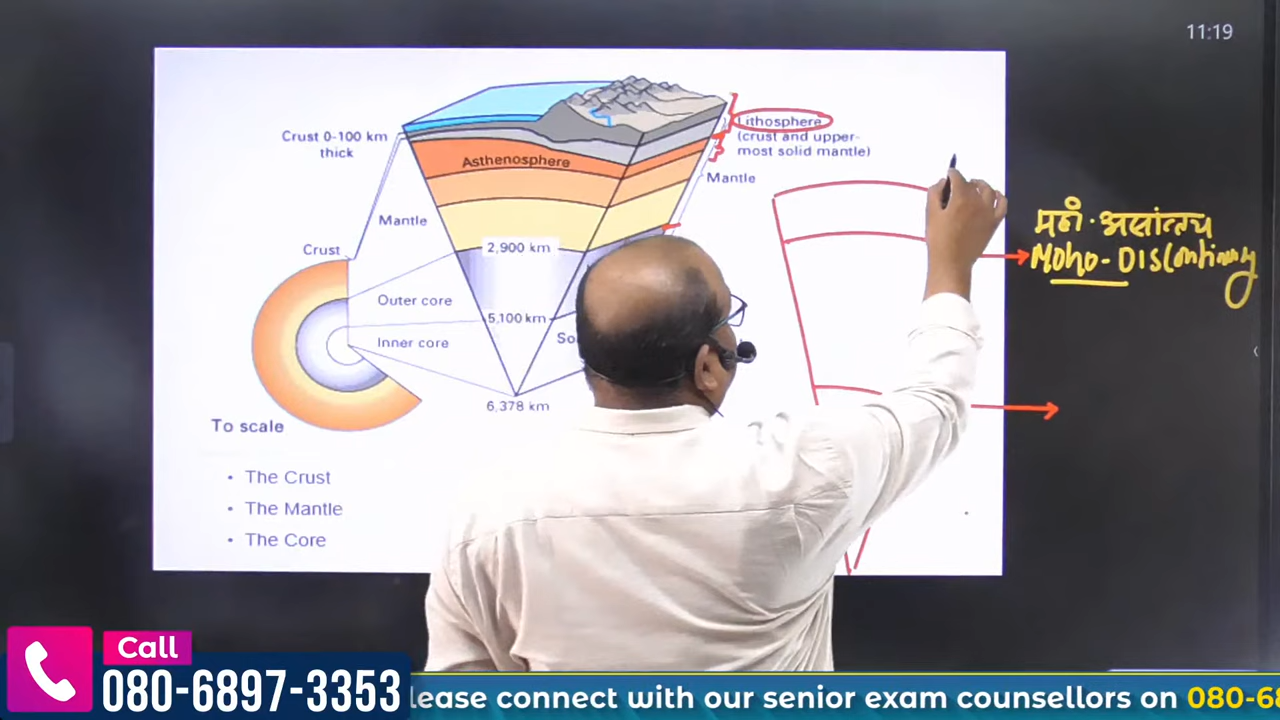 11:19
Crust 0-100 km
thick
Asthenosphere
Lithosphere
(crust and upper-
most solid mantle)
Mantle
Mantle
Crust
2,900 km
Outer core
5,100 km
Inner core
6,378 km
To scale
• The Crust
• The Mantle
• The Core
Moho-Discontinuity
Call
080-6897-3353
lease connect with our senior exam counsellors on 080-68